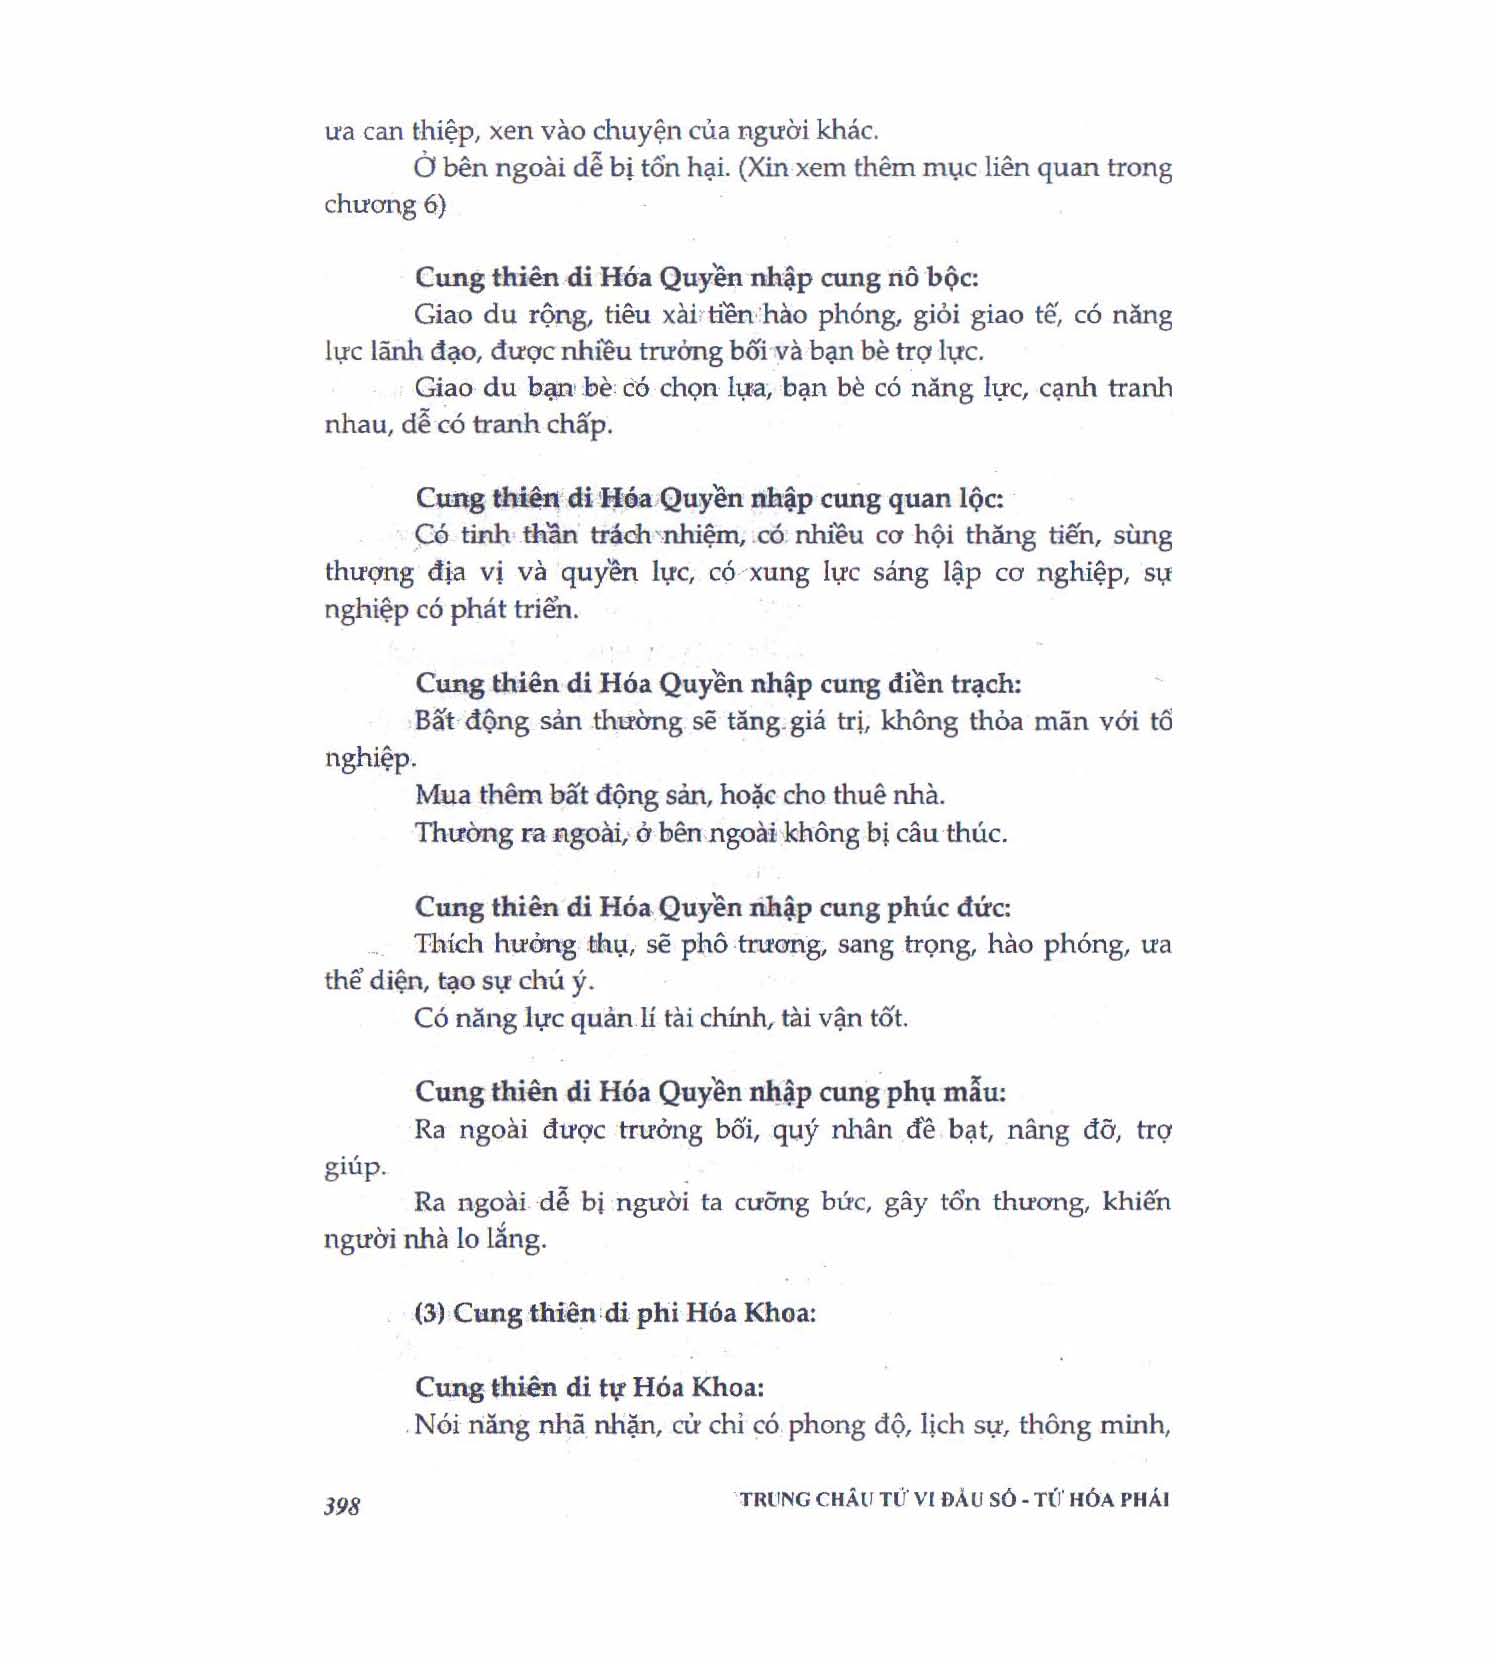 ưa can thiệp, xen vào chuyện của người khác.
Ở bên ngoài dễ bị tổn hại. (Xin xem thêm mục liên quan trong
chương 6)
Cung thiên di Hóa Quyền nhập cung nô bộc:
Giao du rộng, tiêu xài tiền hào phóng, giỏi giao tế, có năng
lực lãnh đạo, được nhiều trưởng bối và bạn bè trợ lực.
Giao du bạn bè có chọn lựa, bạn bè có năng lực, cạnh tranh
nhau, dễ có tranh chấp.
Cung thiên di Hóa Quyền nhập cung quan lộc:
Có tinh thần trách nhiệm, có nhiều cơ hội thăng tiến, sùng
thượng địa vị và quyền lực, có xung lực sáng lập cơ nghiệp, sự
nghiệp có phát triển.
Cung thiên di Hóa Quyền nhập cung điền trạch:
Bất động sản thường sẽ tăng giá trị, không thỏa mãn với tổ
nghiệp.
Mua thêm bất động sản, hoặc cho thuê nhà.
Thường ra ngoài, ở bên ngoài không bị câu thúc.
Cung thiên di Hóa Quyền nhập cung phúc đức:
Thích hưởng thụ, sẽ phô trương, sang trọng, hào phóng, ưa
thể diện, tạo sự chú ý.
Có năng lực quản lí tài chính, tài vận tốt.
Cung thiên di Hóa Quyền nhập cung phụ mẫu:
Ra ngoài được trưởng bối, quý nhân đề bạt, nâng đỡ, trợ
giúp.
Ra ngoài dễ bị người ta cưỡng bức, gây tổn thương, khiến
người nhà lo lắng.
(3) Cung thiên di phi Hóa Khoa:
Cung thiên di tự Hóa Khoa:
Nói năng nhã nhặn, cử chỉ có phong độ, lịch sự, thông minh,
398
TRUNG CHÂU TỬ VI ĐẨU SỐ - TỨ HÓA PHÁI